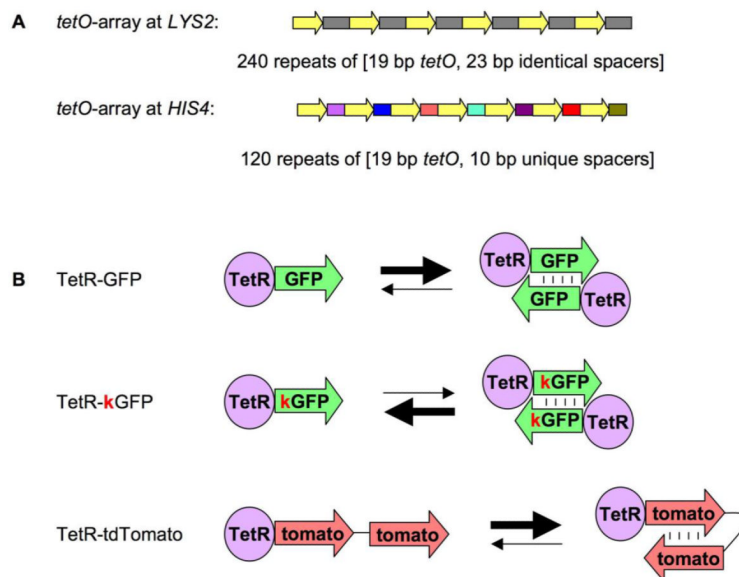 A tetO-array at LYS2:
240 repeats of [19 bp tetO, 23 bp identical spacers]
tetO-array at HIS4:
120 repeats of [19 bp tetO, 10 bp unique spacers]
B TetR-GFP
TetR GFP
TetR GFP
GFP TetR
TetR-kGFP
TetR kGFP
TetR kGFP
kGFP TetR
TetR-tdTomato
TetR tomato tomato
TetR tomato
tomato